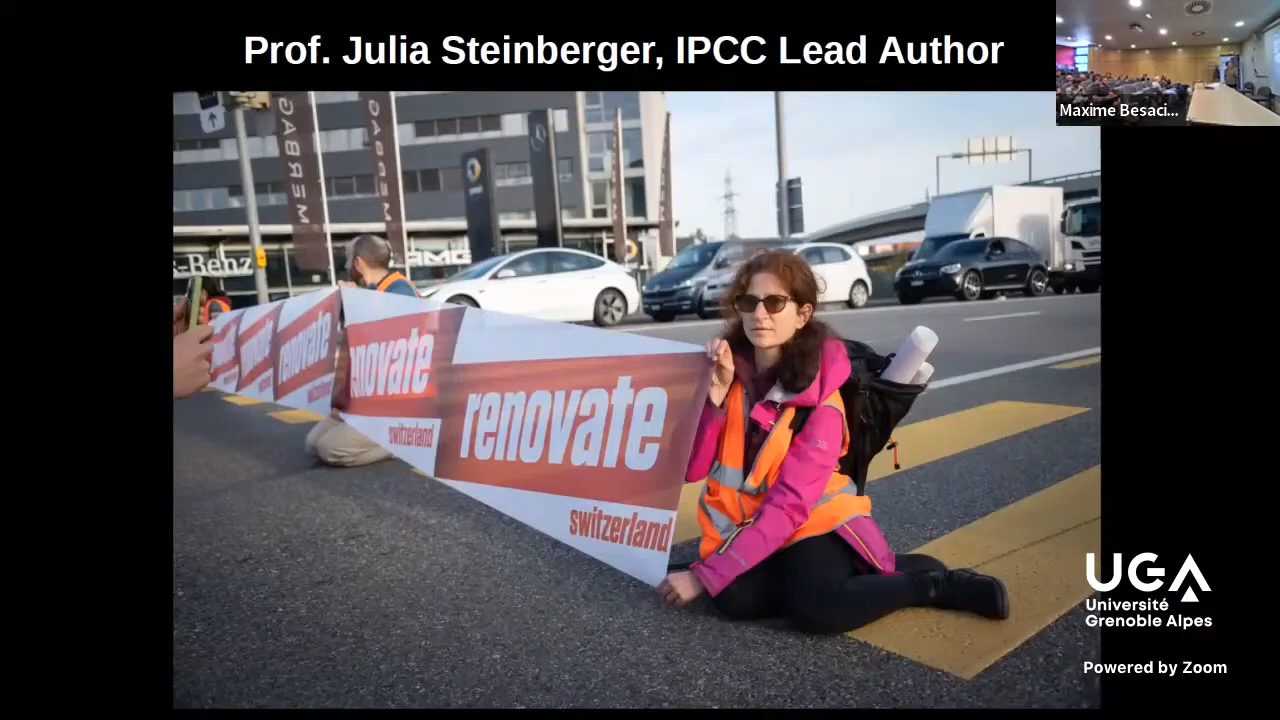 Prof. Julia Steinberger, IPCC Lead Author
Maxime Besaci...
MERBAG
MERBAG
-Benz
AMG
renovate
renovate
renovate
switzerland
renovate
switzerland
UGA
Université
Grenoble Alpes
Powered by Zoom